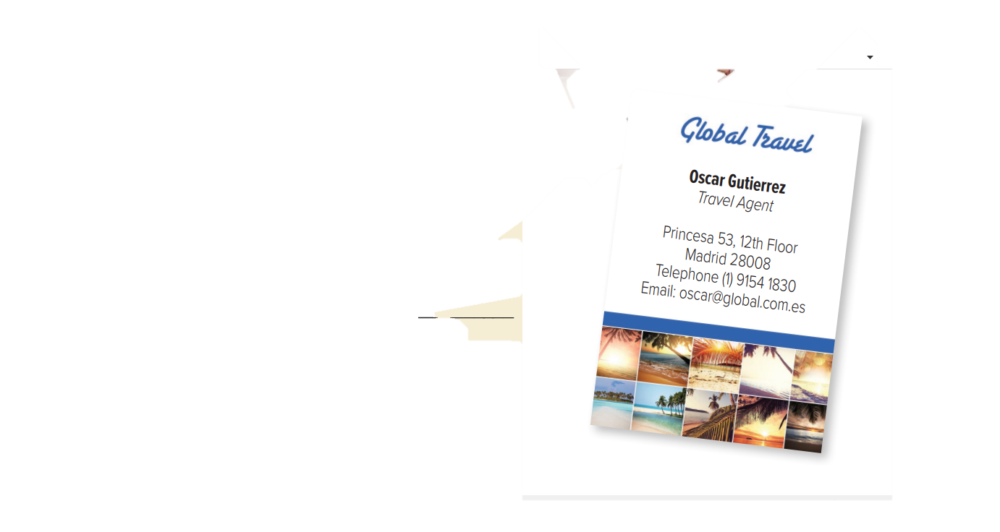 Global Travel
Oscar Gutierrez
Travel Agent
Princesa 53, 12th Floor
Madrid 28008
Telephone (1) 9154 1830
Email: oscar@global.com.es